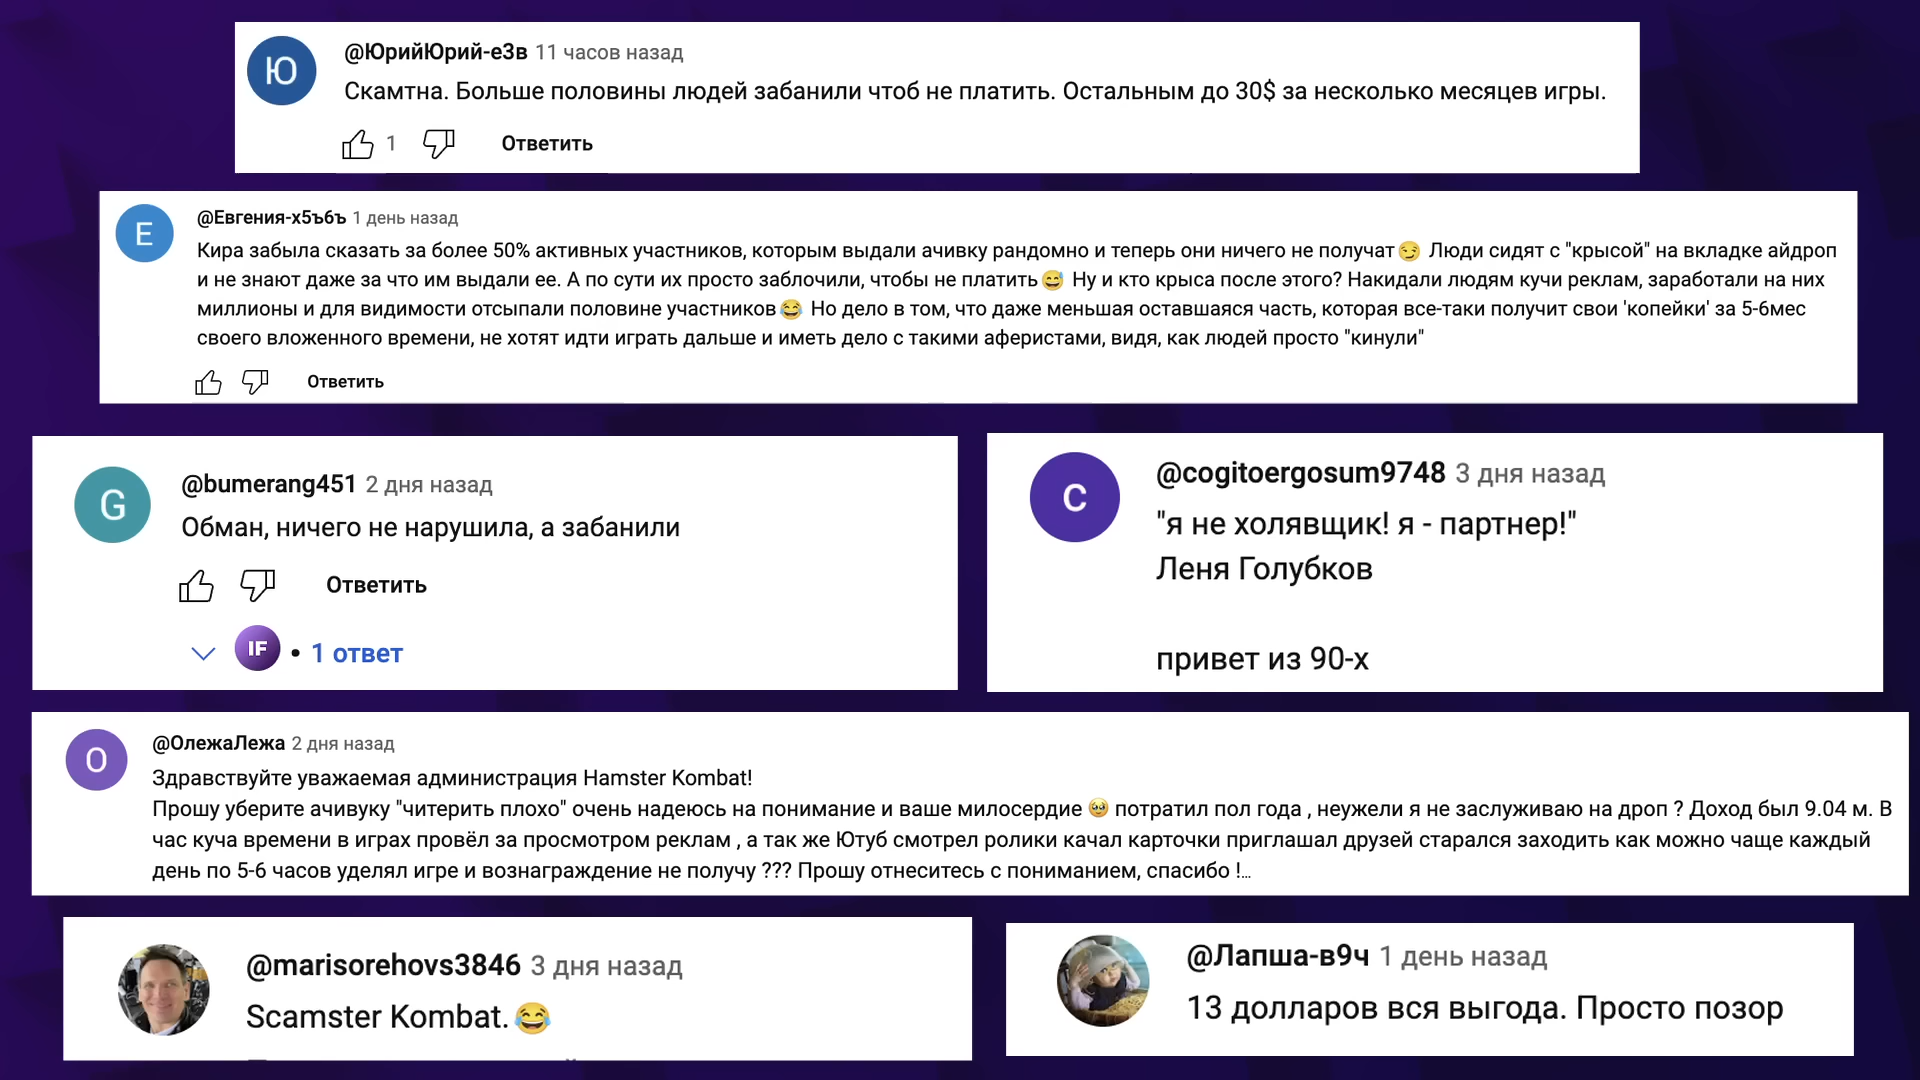 Ю
@ЮрийЮрий-е3в 11 часов назад
Скамтна. Больше половины людей забанили чтоб не платить. Остальным до 30$ за несколько месяцев игры.
1 Ответить
Е
@Евгения-х5ъ6ъ 1 день назад
Кира забыла сказать за более 50% активных участников, которым выдали ачивку рандомно и теперь они ничего не получат😏 Люди сидят с "крысой" на вкладке айдроп
и не знают даже за что им выдали ее. А по сути их просто заблочили, чтобы не платить😅 Ну и кто крыса после этого? Накидали людям кучи реклам, заработали на них
миллионы и для видимости отсыпали половине участников😂 Но дело в том, что даже меньшая оставшаяся часть, которая все-таки получит свои 'копейки' за 5-6мес
своего вложенного времени, не хотят идти играть дальше и иметь дело с такими аферистами, видя, как людей просто "кинули"
Ответить
G
@bumerang451 2 дня назад
Обман, ничего не нарушила, а забанили
Ответить
IF • 1 ответ
C
@cogitoergosum9748 3 дня назад
"я не холявщик! я - партнер!"
Леня Голубков
привет из 90-х
О
@ОлежаЛежа 2 дня назад
Здравствуйте уважаемая администрация Hamster Kombat!
Прошу уберите ачивуку "читерить плохо" очень надеюсь на понимание и ваше милосердие 🥹 потратил пол года , неужели я не заслуживаю на дроп ? Доход был 9.04 м. В
час куча времени в играх провёл за просмотром реклам , а так же Ютуб смотрел ролики качал карточки приглашал друзей старался заходить как можно чаще каждый
день по 5-6 часов уделял игре и вознаграждение не получу ??? Прошу отнеситесь с пониманием, спасибо !...
@marisorehovs3846 3 дня назад
Scamster Kombat.😂
@Лапша-в9ч 1 день назад
13 долларов вся выгода. Просто позор